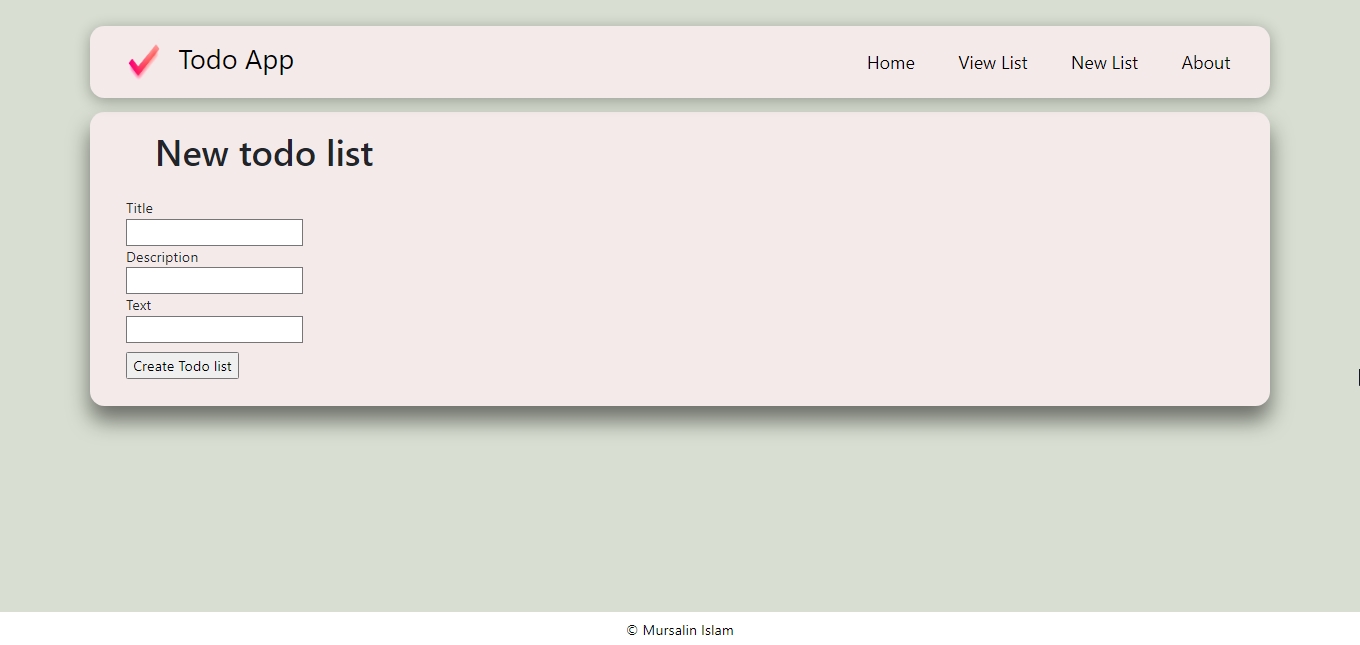 Todo App
Home View List New List About
New todo list
Title
Description
Text
Create Todo list
© Mursalin Islam